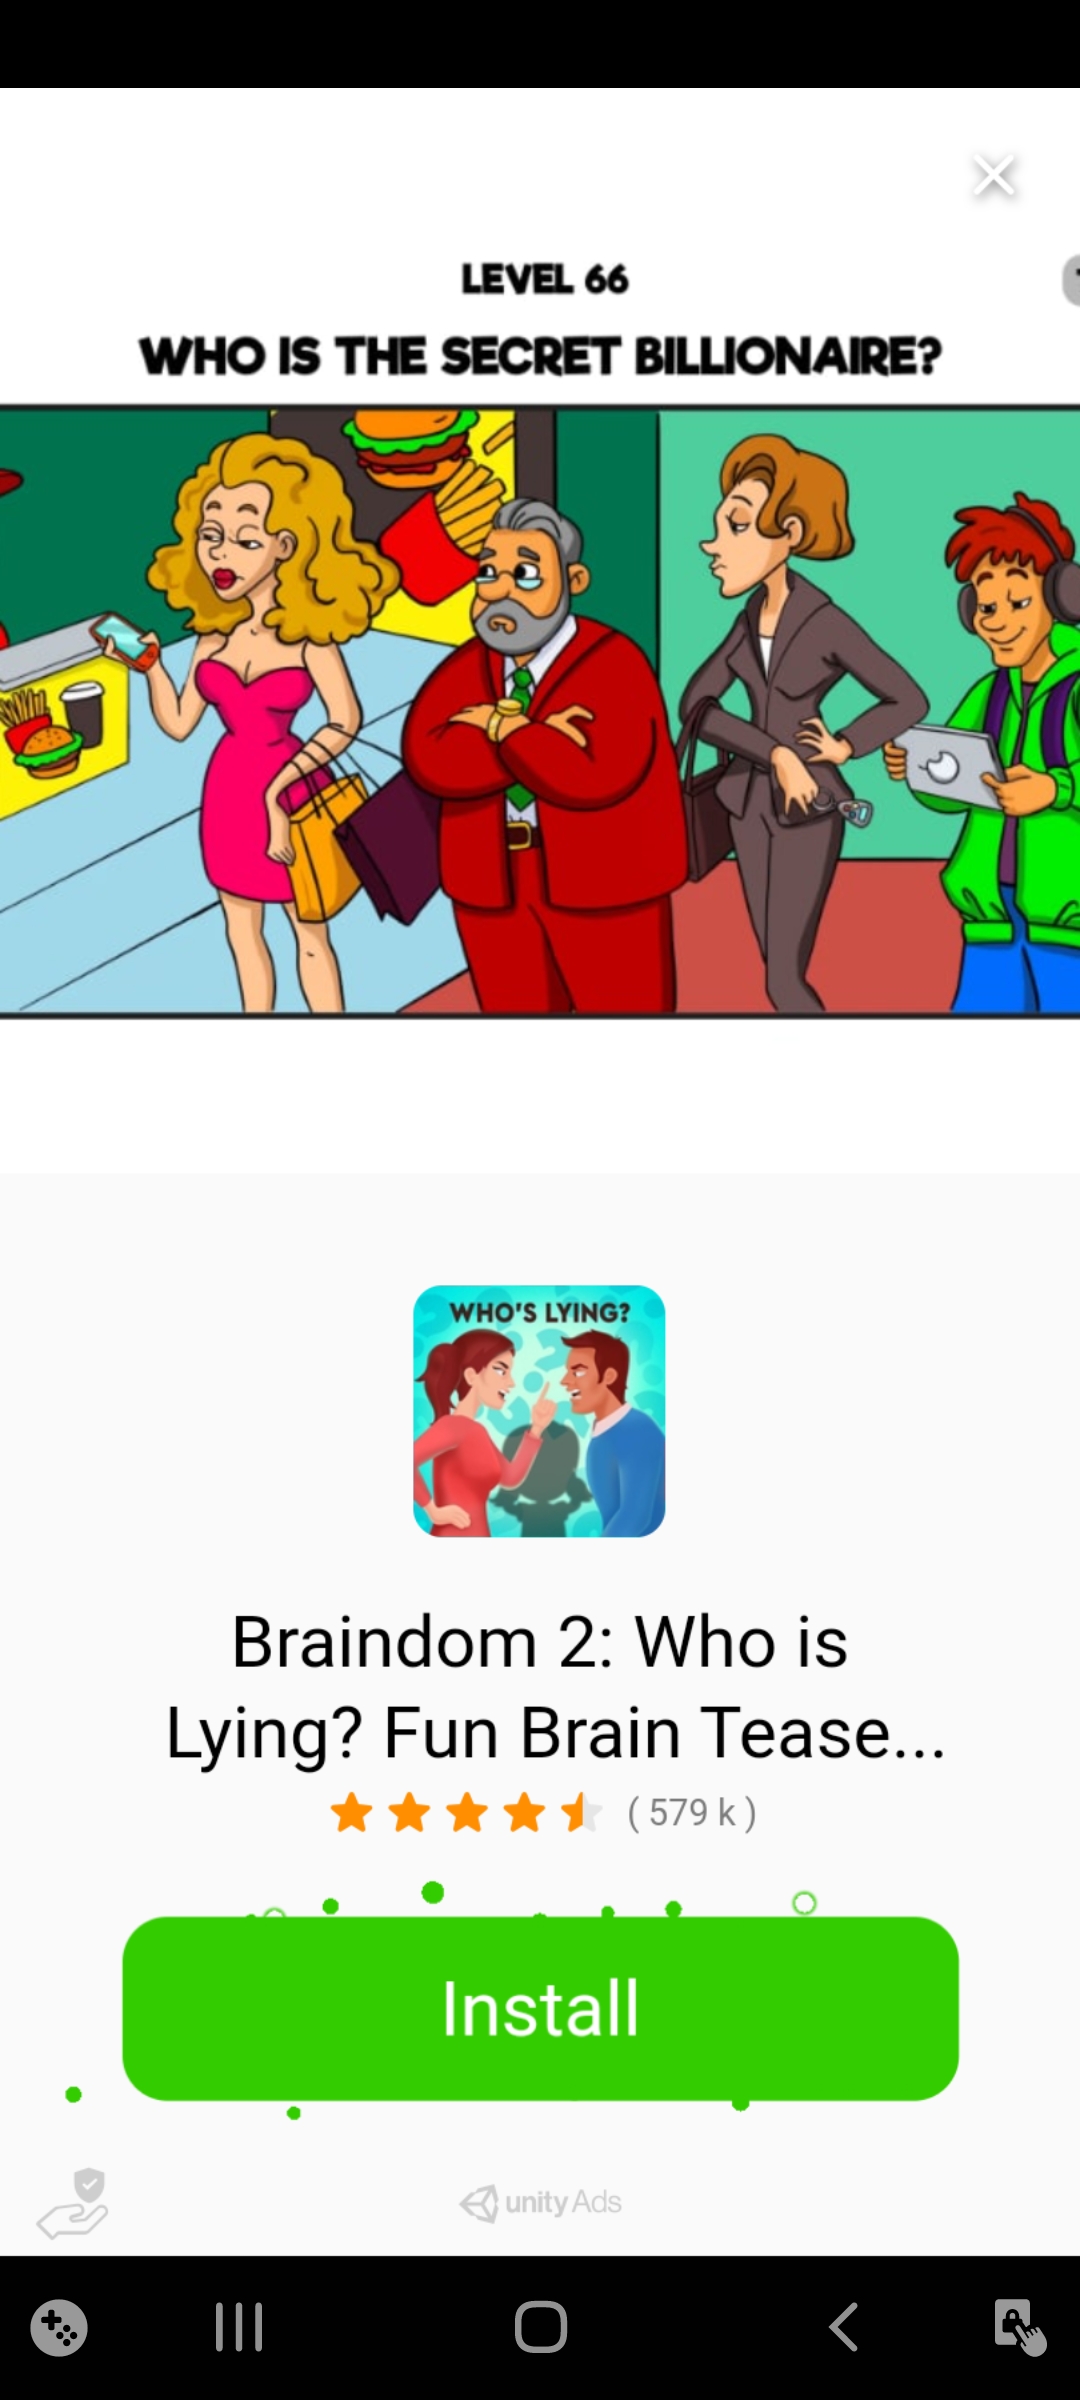 LEVEL 66
WHO IS THE SECRET BILLIONAIRE?
WHO'S LYING?
Braindom 2: Who is
Lying? Fun Brain Tease...
( 579 k )
Install
unity Ads